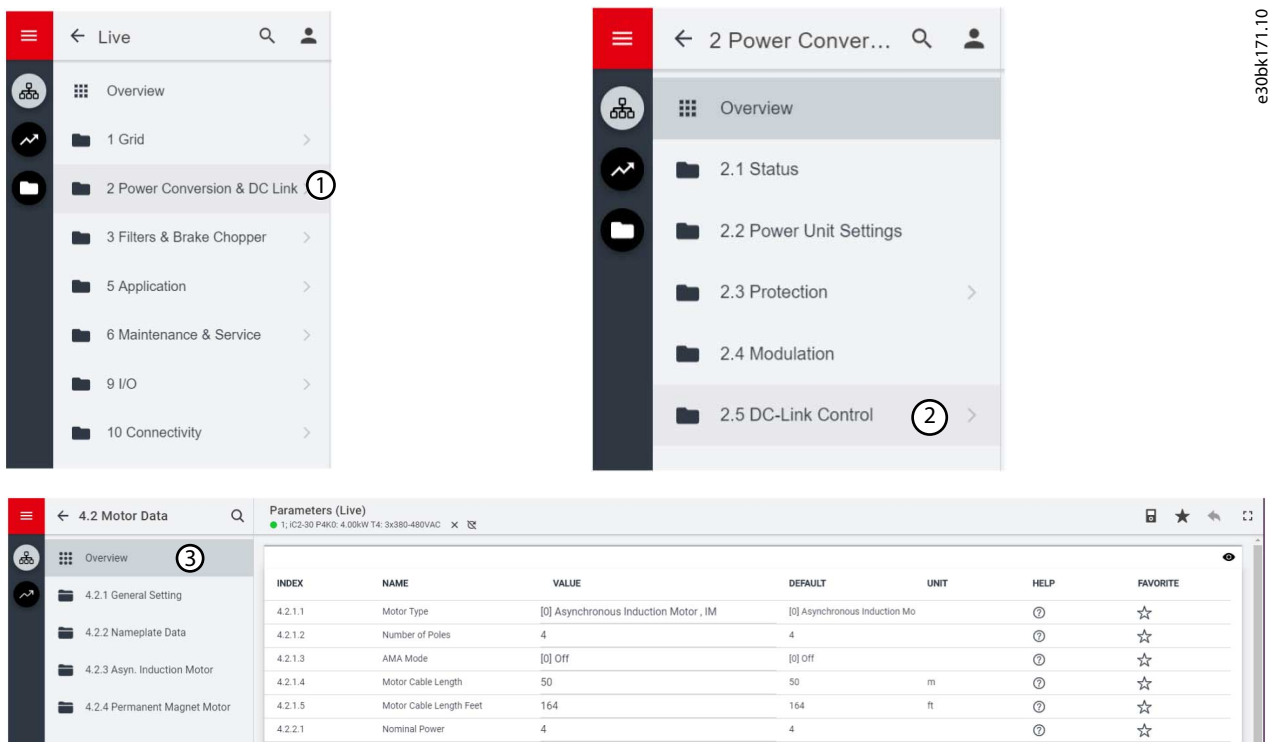 Live
Overview
1 Grid
2 Power Conversion & DC Link
1
3 Filters & Brake Chopper
5 Application
6 Maintenance & Service
9 I/O
10 Connectivity
2 Power Conver...
Overview
2.1 Status
2.2 Power Unit Settings
2.3 Protection
2.4 Modulation
2.5 DC-Link Control
2
e30bk171.10
4.2 Motor Data
Overview
3
4.2.1 General Setting
4.2.2 Nameplate Data
4.2.3 Asyn. Induction Motor
4.2.4 Permanent Magnet Motor
Parameters (Live)
1; iC2-30 P4K0: 4.00kW T4: 3x380-480VAC
INDEX NAME VALUE DEFAULT UNIT HELP FAVORITE
4.2.1.1 Motor Type [0] Asynchronous Induction Motor , IM [0] Asynchronous Induction Mo
4.2.1.2 Number of Poles 4 4
4.2.1.3 AMA Mode [0] Off [0] Off
4.2.1.4 Motor Cable Length 50 50 m
4.2.1.5 Motor Cable Length Feet 164 164 ft
4.2.2.1 Nominal Power 4 4